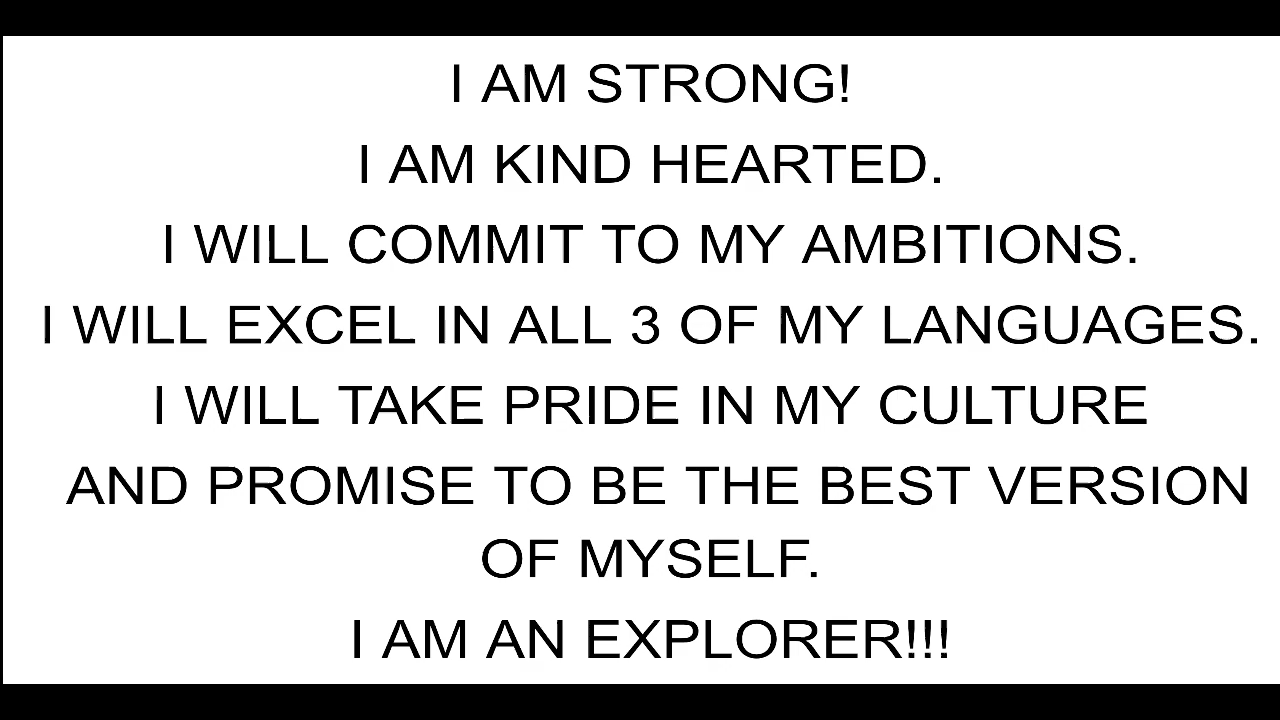 I AM STRONG!
I AM KIND HEARTED.
I WILL COMMIT TO MY AMBITIONS.
I WILL EXCEL IN ALL 3 OF MY LANGUAGES.
I WILL TAKE PRIDE IN MY CULTURE
AND PROMISE TO BE THE BEST VERSION
OF MYSELF.
I AM AN EXPLORER!!!